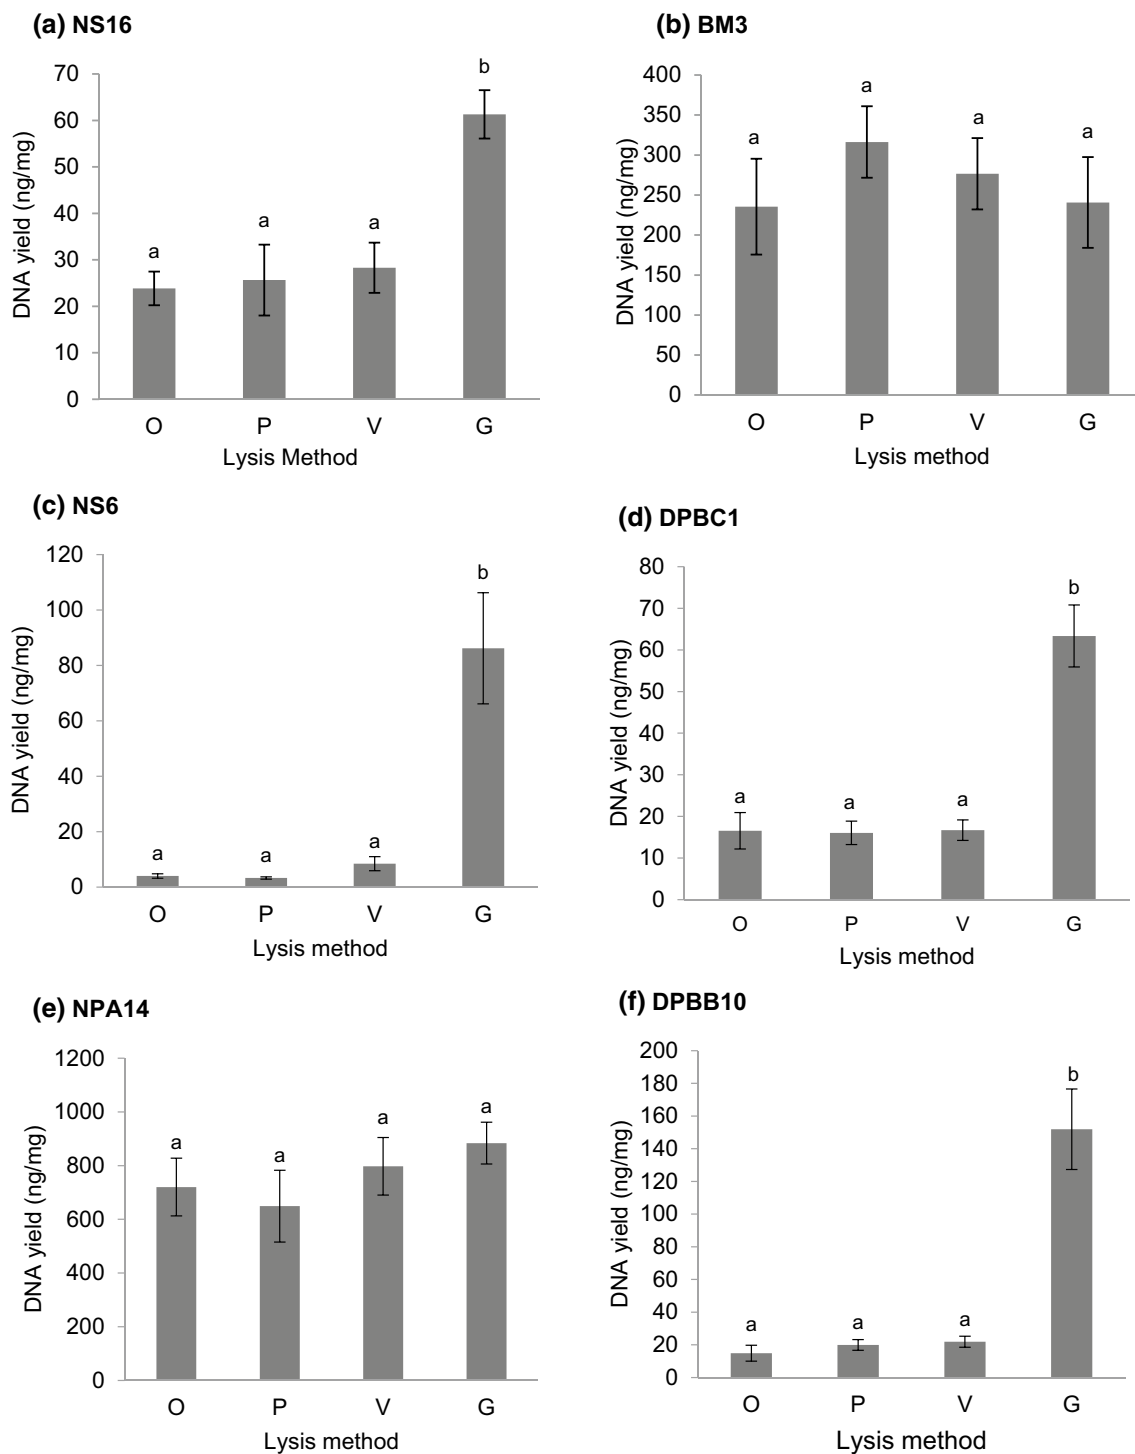 (a) NS16
DNA yield (ng/mg)
70
60
50
40
30
20
10
0
a
a
a
b
O P V G
Lysis Method
(b) BM3
DNA yield (ng/mg)
400
350
300
250
200
150
100
50
0
a
a
a
a
O P V G
Lysis method
(c) NS6
DNA yield (ng/mg)
120
100
80
60
40
20
0
a
a
a
b
O P V G
Lysis method
(d) DPBC1
DNA yield (ng/mg)
80
70
60
50
40
30
20
10
0
a
a
a
b
O P V G
Lysis method
(e) NPA14
DNA yield (ng/mg)
1200
1000
800
600
400
200
0
a
a
a
a
O P V G
Lysis method
(f) DPBB10
DNA yield (ng/mg)
200
180
160
140
120
100
80
60
40
20
0
a
a
a
b
O P V G
Lysis method